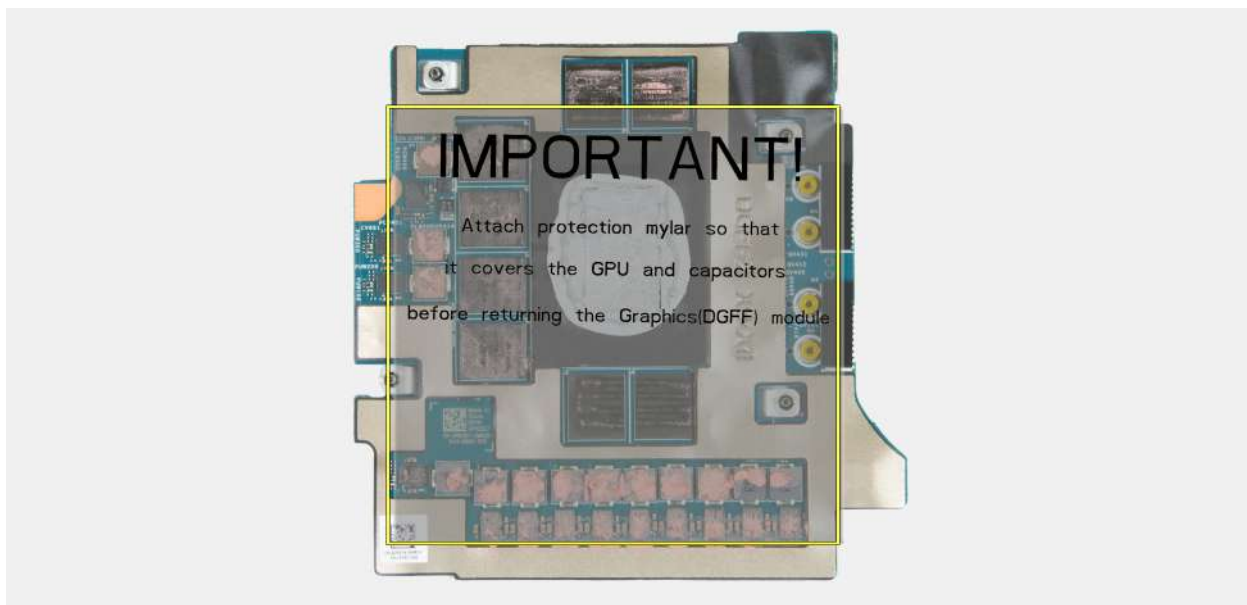 IMPORTANT!
Attach protection mylar so that
it covers the GPU and capacitors
before returning the Graphics(DGFF) module